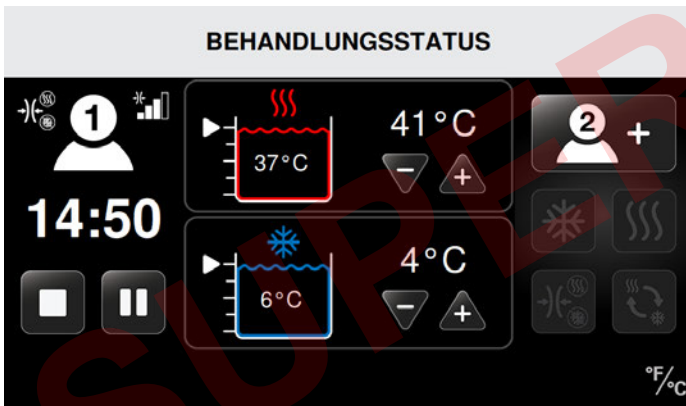 BEHANDLUNGSSTATUS
1
14:50
37°C
41°C
- +
6°C
4°C
- +
2 +
°F/°C
SUPER